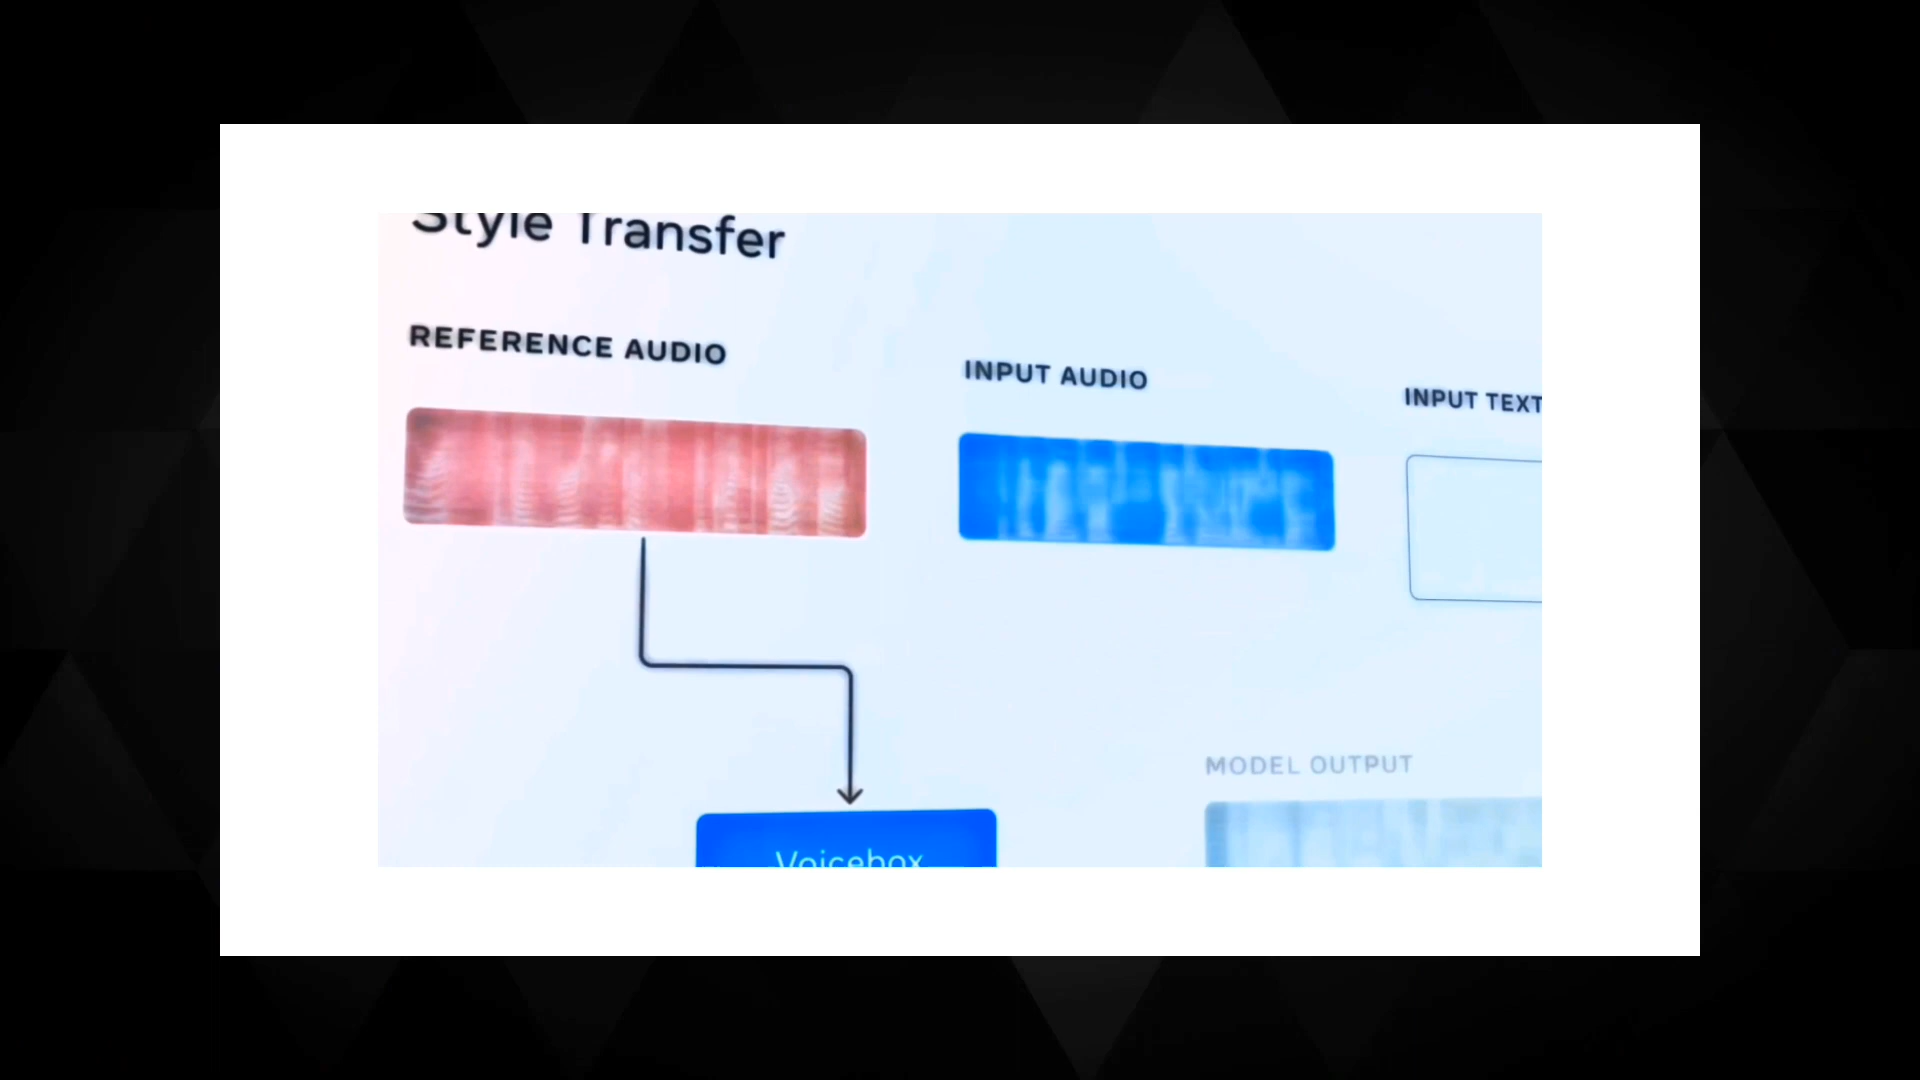 Style Transfer
REFERENCE AUDIO
INPUT AUDIO
INPUT TEXT
MODEL OUTPUT
Voicebox